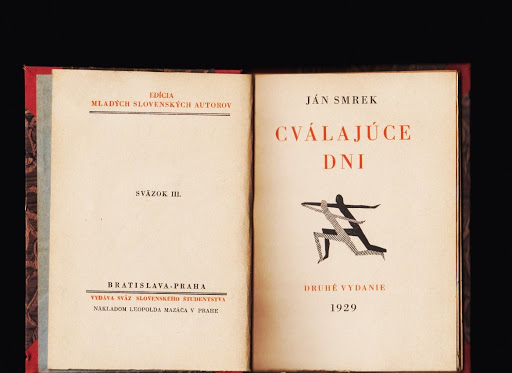 EDÍCIA
MLADÝCH SLOVENSKÝCH AUTOROV
SVÄZOK III.
BRATISLAVA-PRAHA
VYDÁVA SVÄZ SLOVENSKÉHO ŠTUDENTSTVA
NÁKLADOM LEOPOLDA MAZÁČA V PRAHE
JÁN SMREK
CVÁLAJÚCE
DNI
DRUHÉ VYDANIE
1929